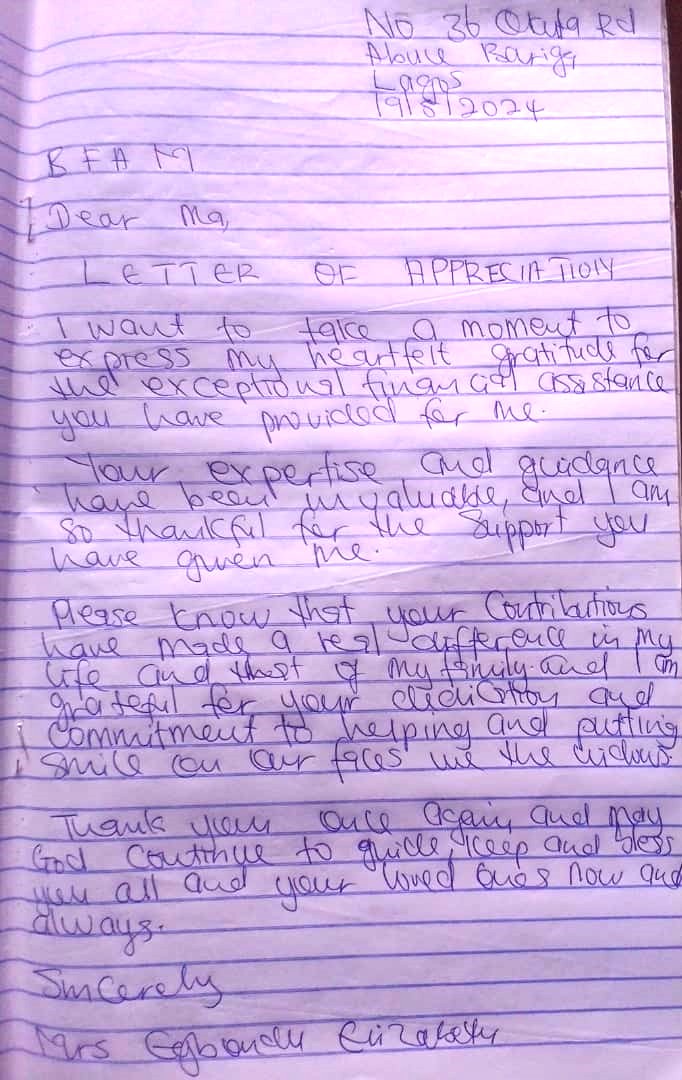 No 36 Rd
Abule Bariga
Lagos
19/8/2024
B F A M
Dear Ma,
LETTER OF APPRECIATION
I want to take a moment to
express my heartfelt gratitude for
the exceptional financial assistance
you have provided for me.
Your expertise and guidance
have been invaluable, and I am
so thankful for the support you
have given me.
Please know that your contributions
have made a real difference in my
life and that of my family and I am
grateful for your dedication and
commitment to helping and putting
smile on our faces we the widows.
Thank you once again and may
God continue to guide, keep and bless
you all and your loved ones now and
always.
Sincerely
Mrs Elizabeth